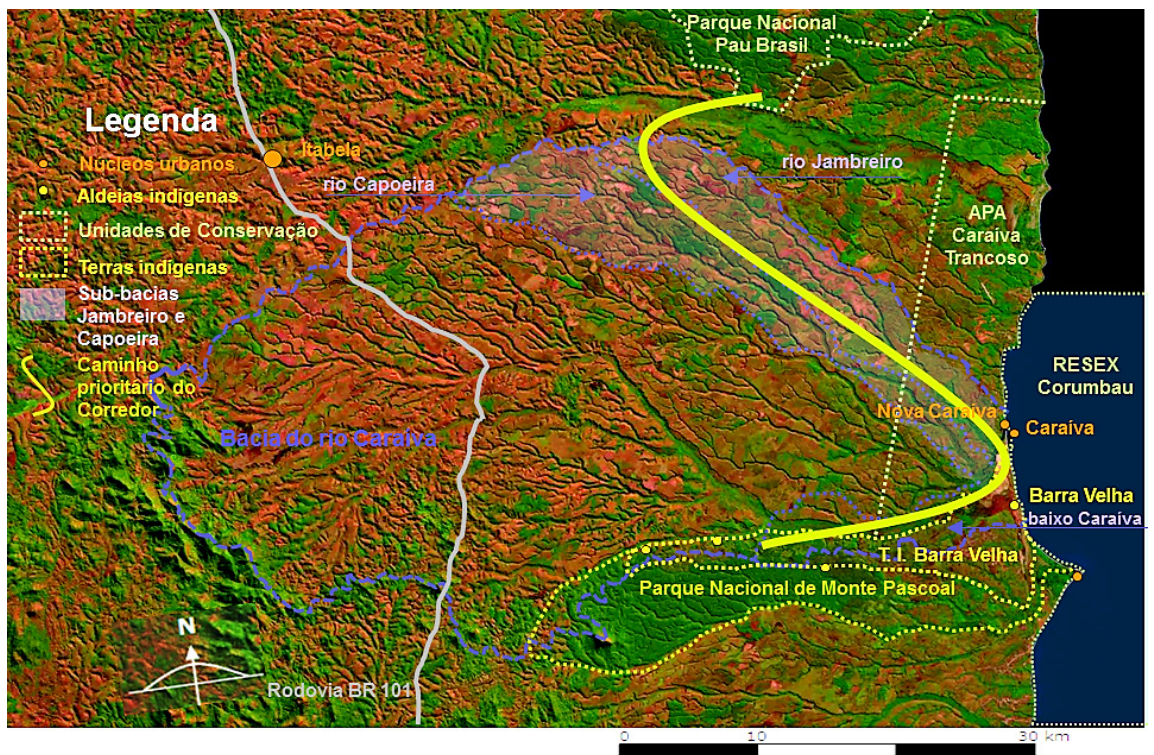 Parque Nacional
Pau Brasil
Legenda
Núcleos urbanos
Aldeias indígenas
Unidades de Conservação
Terras indígenas
Sub-bacias
Jambreiro e
Capoeira
Caminho
prioritário do
Corredor
Itabela
rio Capoeira
rio Jambreiro
APA
Caraíva
Trancoso
RESEX
Corumbau
Nova Caraíva
Caraíva
Bacia do rio Caraíva
Barra Velha
baixo Caraíva
T.I. Barra Velha
Parque Nacional de Monte Pascoal
N
Rodovia BR 101
0 10 30 km